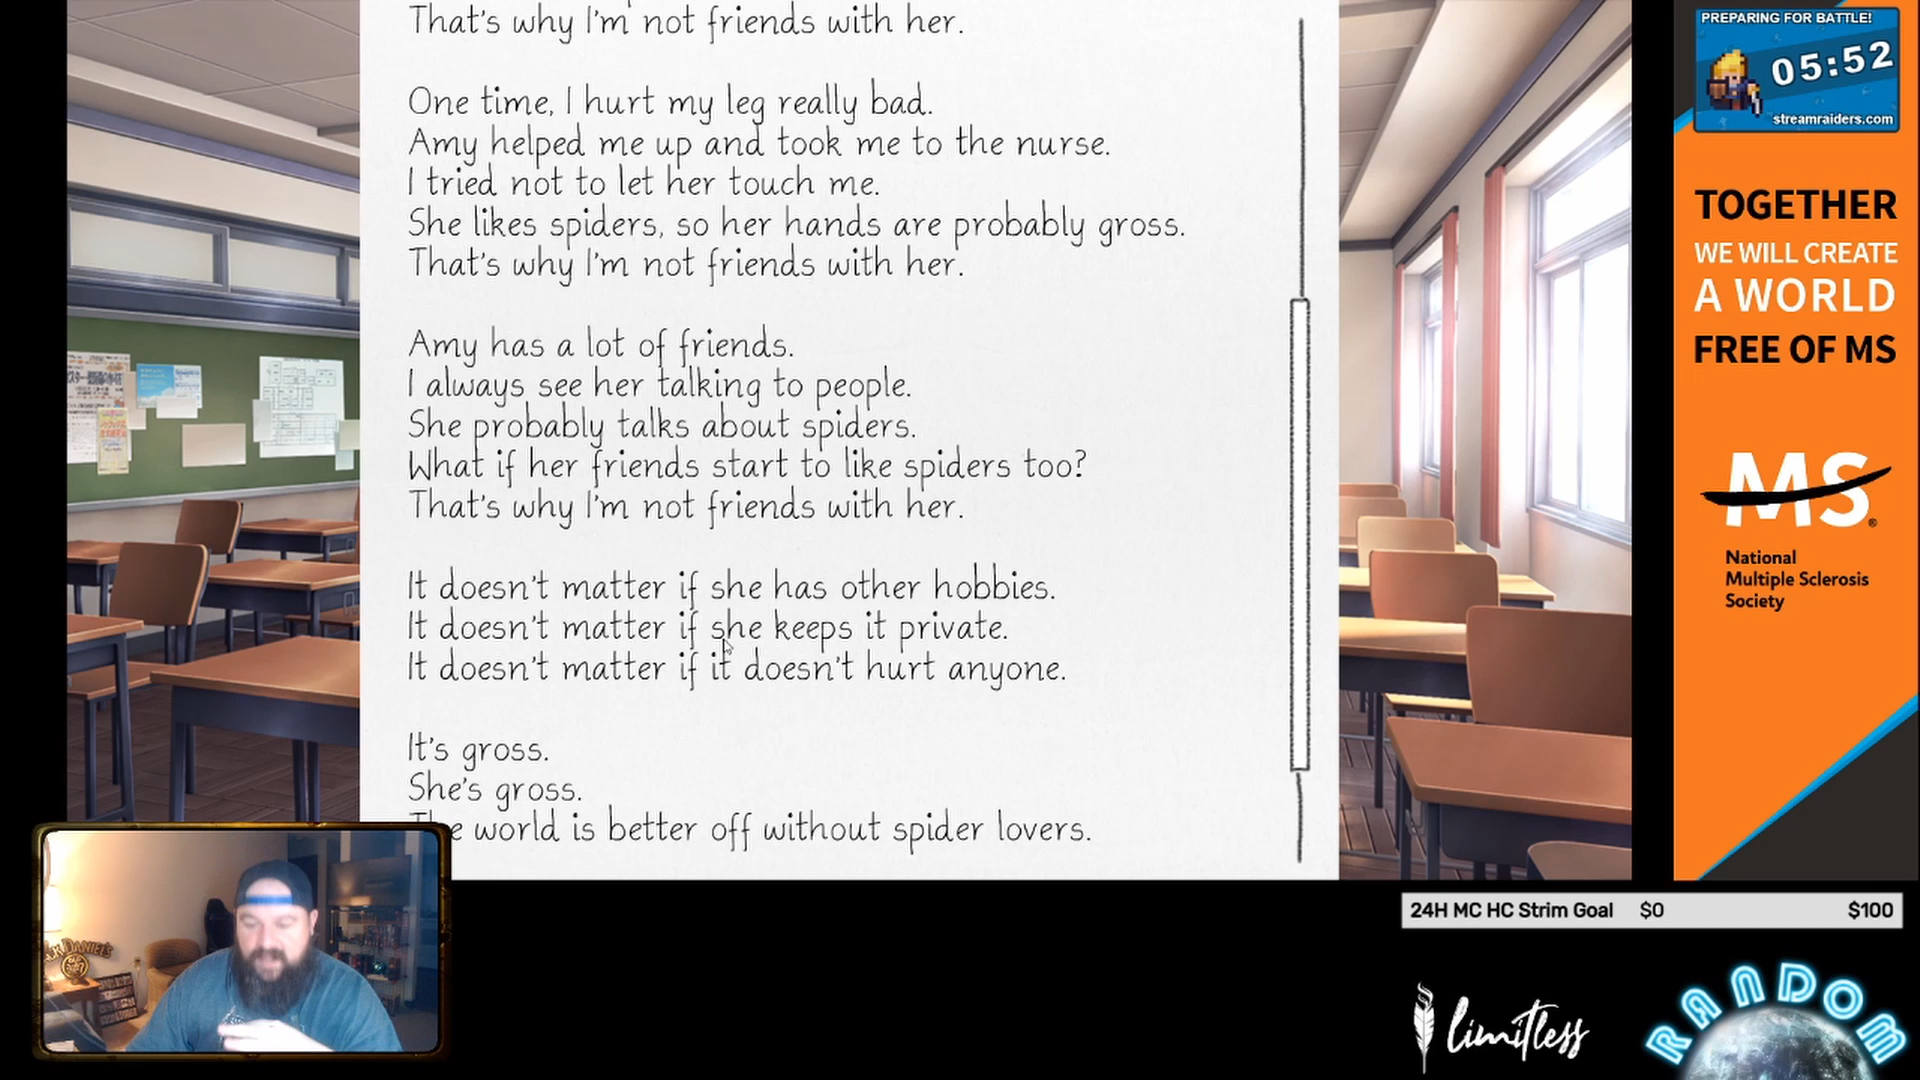 That's why I'm not friends with her.
One time, I hurt my leg really bad.
Amy helped me up and took me to the nurse.
I tried not to let her touch me.
She likes spiders, so her hands are probably gross.
That's why I'm not friends with her.
Amy has a lot of friends.
I always see her talking to people.
She probably talks about spiders.
What if her friends start to like spiders too?
That's why I'm not friends with her.
It doesn't matter if she has other hobbies.
It doesn't matter if she keeps it private.
It doesn't matter if it doesn't hurt anyone.
It's gross.
She's gross.
The world is better off without spider lovers.
PREPARING FOR BATTLE!
05:52
streamraiders.com
TOGETHER
WE WILL CREATE
A WORLD
FREE OF MS
MS
National
Multiple Sclerosis
Society
24H MC HC Strim Goal $0 $100
limitless
RANDOM